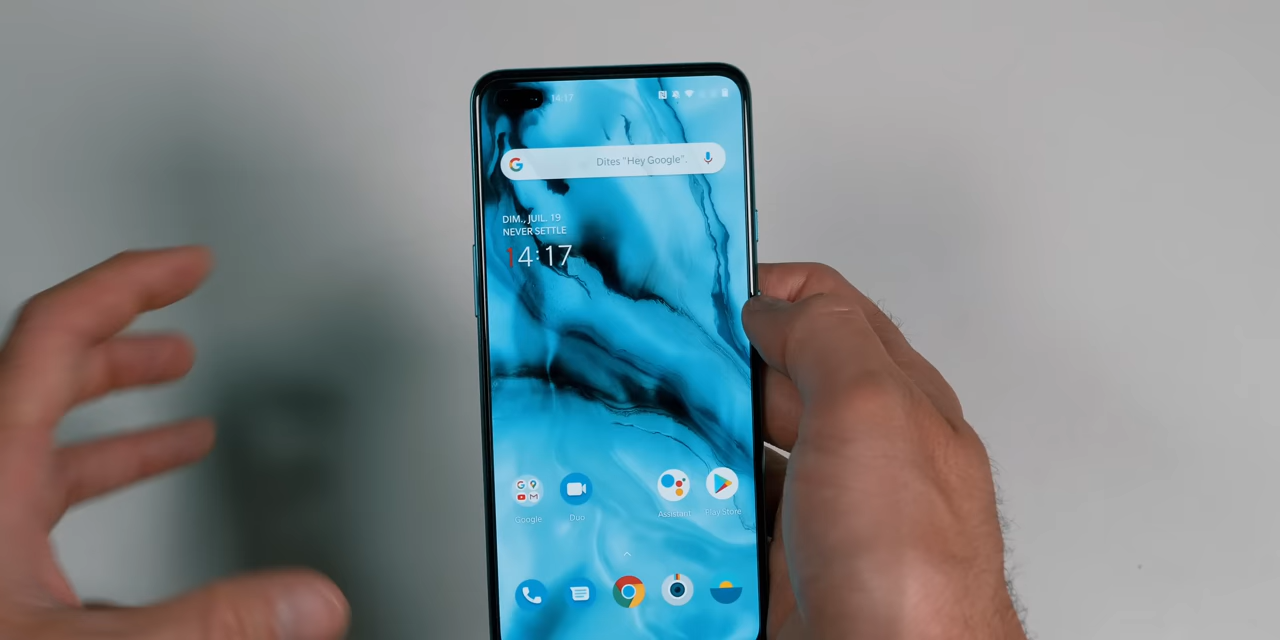 14:17
Dites "Hey Google".
DIM., JUIL. 19
NEVER SETTLE
14:17
Google
Duo
Assistant
Play Store